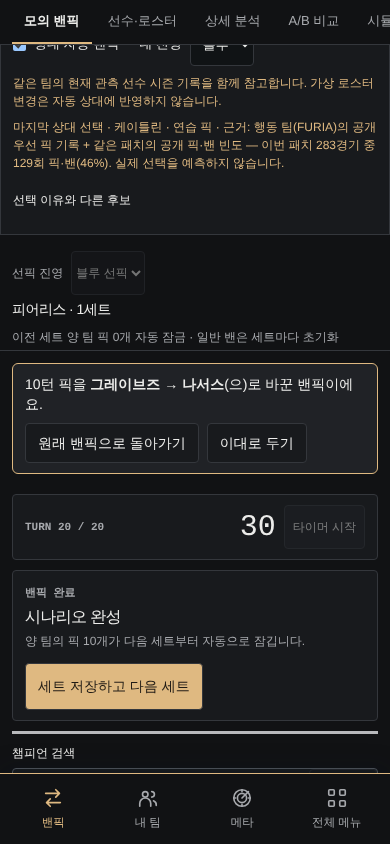 모의 밴픽 선수·로스터 상세 분석 A/B 비교
같은 팀의 현재 관측 선수 시즌 기록을 함께 참고합니다. 가상 로스터
변경은 자동 상대에 반영하지 않습니다.
마지막 상대 선택 · 케이틀린 · 연습 픽 · 근거: 행동 팀(FURIA)의 공개
우선 픽 기록 + 같은 패치의 공개 픽·밴 빈도 — 이번 패치 283경기 중
129회 픽·밴(46%). 실제 선택을 예측하지 않습니다.
선택 이유와 다른 후보
선픽 진영 블루 선픽
피어리스 · 1세트
이전 세트 양 팀 픽 0개 자동 잠금 · 일반 밴은 세트마다 초기화
10턴 픽을 그레이브즈 → 나서스(으)로 바꾼 밴픽이에
요.
원래 밴픽으로 돌아가기 이대로 두기
TURN 20 / 20 30 타이머 시작
밴픽 완료
시나리오 완성
양 팀의 픽 10개가 다음 세트부터 자동으로 잠깁니다.
세트 저장하고 다음 세트
챔피언 검색
밴픽 내 팀 메타 전체 메뉴